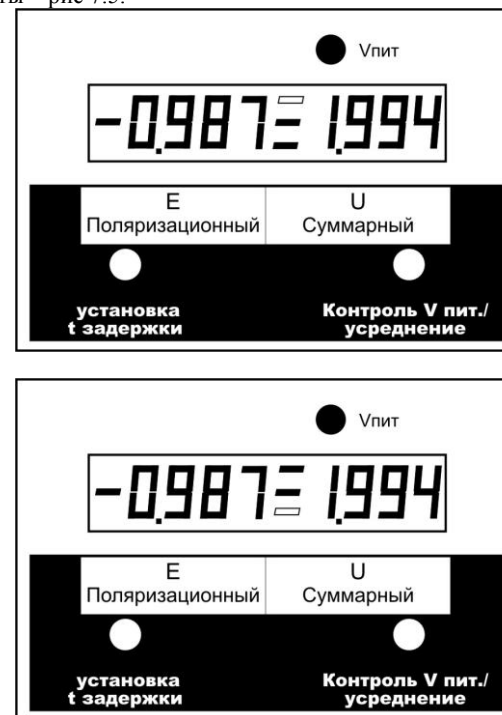 рис 7.5.
Vпит
-0.987 1.994
E U
Поляризационный Суммарный
установка Контроль V пит./
t задержки усреднение
Vпит
-0.987 1.994
E U
Поляризационный Суммарный
установка Контроль V пит./
t задержки усреднение